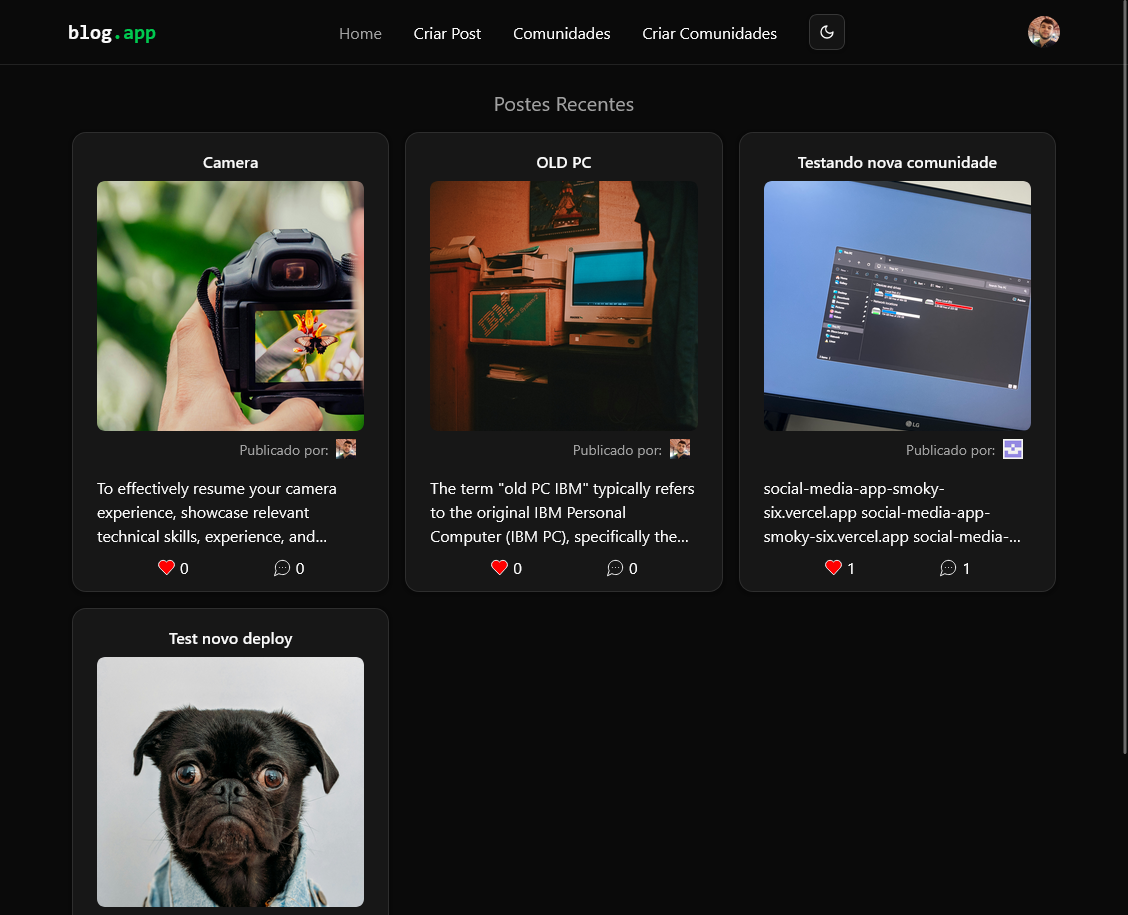 blog.app
Home
Criar Post
Comunidades
Criar Comunidades
Postes Recentes
Camera
Publicado por:
To effectively resume your camera
experience, showcase relevant
technical skills, experience, and...
0
0
OLD PC
IBM
Publicado por:
The term "old PC IBM" typically refers
to the original IBM Personal
Computer (IBM PC), specifically the...
0
0
Testando nova comunidade
LG
Publicado por:
social-media-app-smoky-
six.vercel.app social-media-app-
smoky-six.vercel.app social-media-...
1
1
Test novo deploy